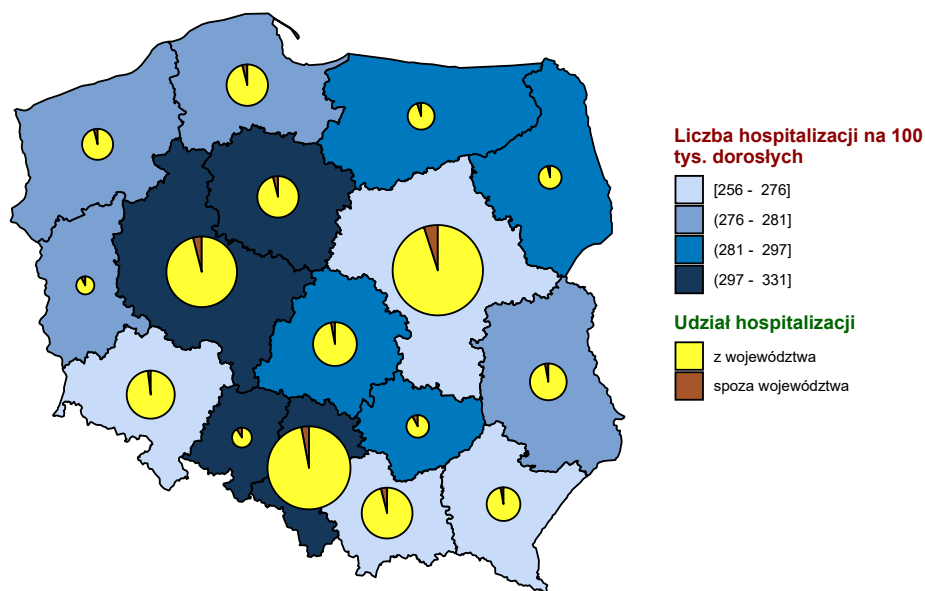 Liczba hospitalizacji na 100
tys. dorosłych
[256 - 276]
(276 - 281]
(281 - 297]
(297 - 331]
Udział hospitalizacji
z województwa
spoza województwa